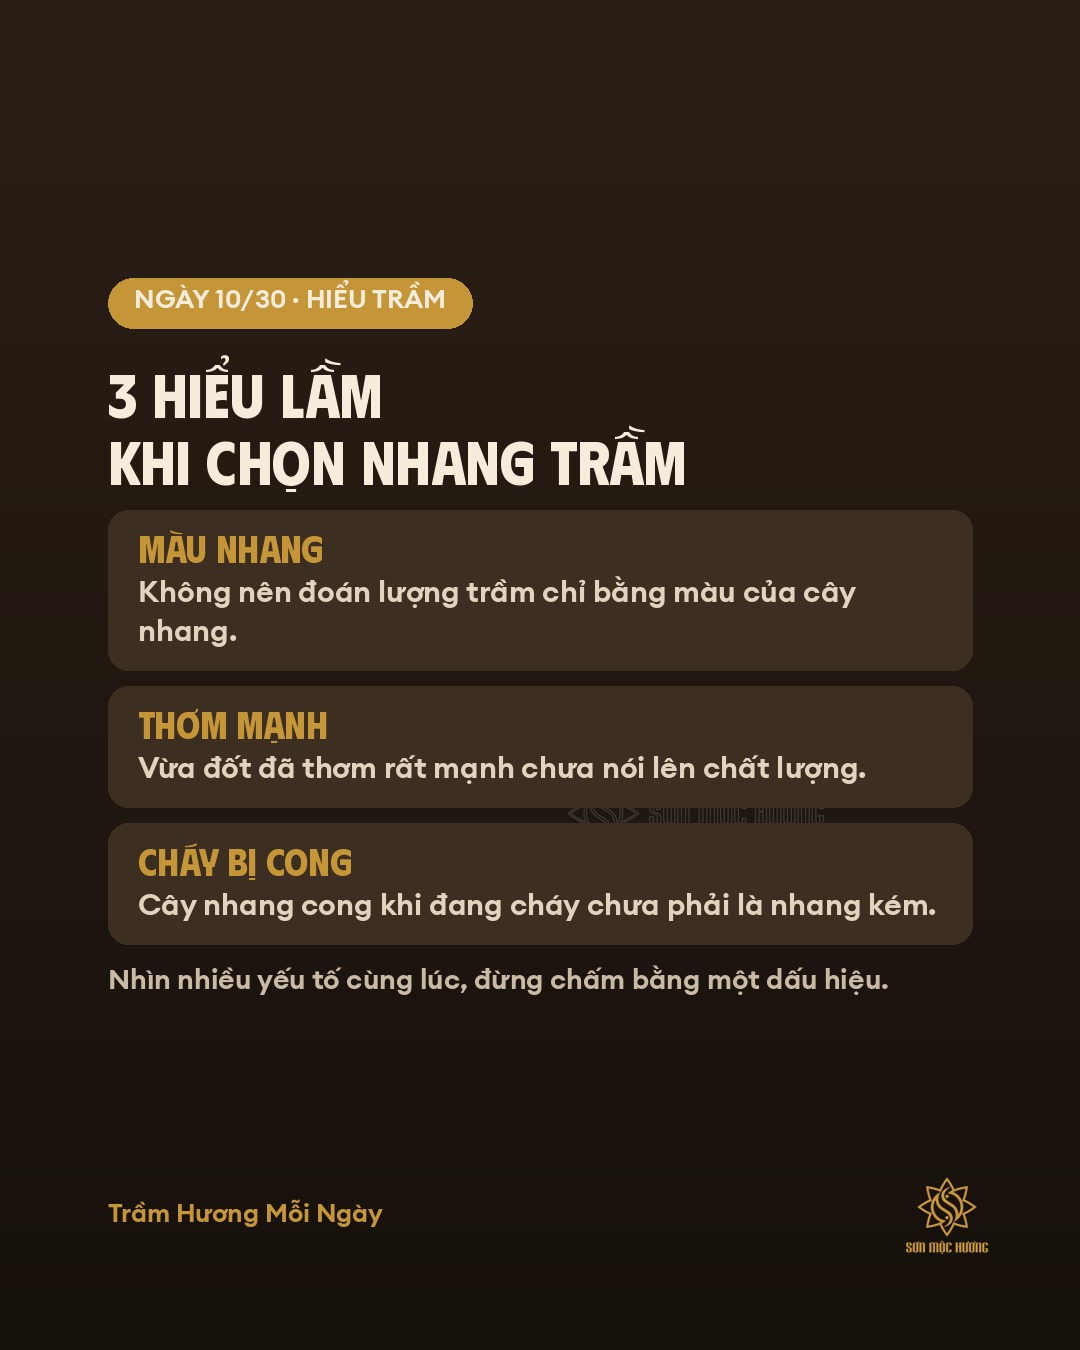 NGÀY 10/30 · HIỂU TRẦM
3 HIỂU LẦM
KHI CHỌN NHANG TRẦM
MÀU NHANG
Không nên đoán lượng trầm chỉ bằng màu của cây
nhang.
THƠM MẠNH
Vừa đốt đã thơm rất mạnh chưa nói lên chất lượng.
SƠN MỘC HƯƠNG
CHÁY BỊ CONG
Cây nhang cong khi đang cháy chưa phải là nhang kém.
Nhìn nhiều yếu tố cùng lúc, đừng chấm bằng một dấu hiệu.
Trầm Hương Mỗi Ngày
SƠN MỘC HƯƠNG